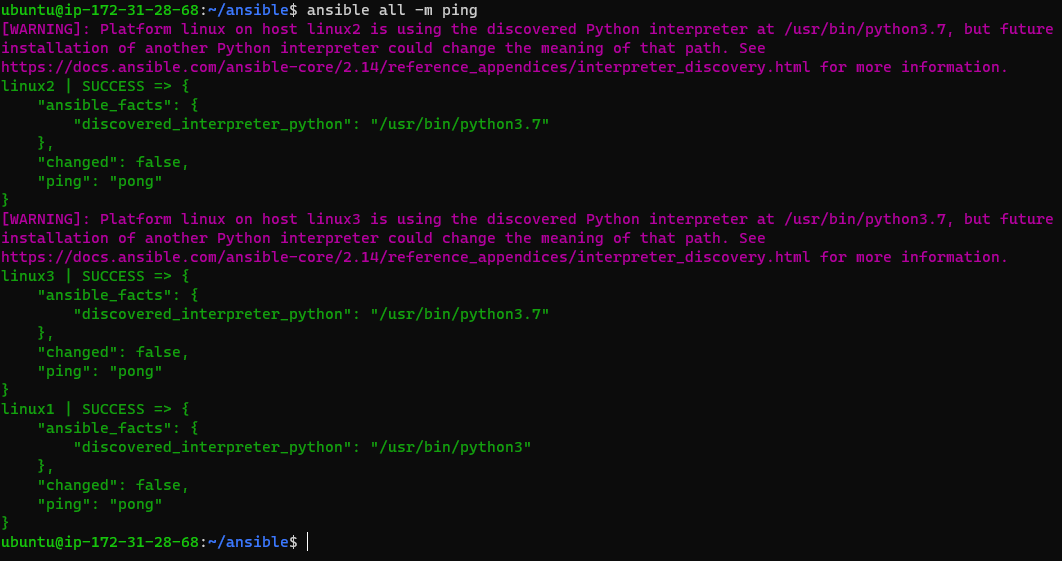 ubuntu@ip-172-31-28-68:~/ansible$ ansible all -m ping
[WARNING]: Platform linux on host linux2 is using the discovered Python interpreter at /usr/bin/python3.7, but future
installation of another Python interpreter could change the meaning of that path. See
https://docs.ansible.com/ansible-core/2.14/reference_appendices/interpreter_discovery.html for more information.
linux2 | SUCCESS => {
    "ansible_facts": {
        "discovered_interpreter_python": "/usr/bin/python3.7"
    },
    "changed": false,
    "ping": "pong"
}
[WARNING]: Platform linux on host linux3 is using the discovered Python interpreter at /usr/bin/python3.7, but future
installation of another Python interpreter could change the meaning of that path. See
https://docs.ansible.com/ansible-core/2.14/reference_appendices/interpreter_discovery.html for more information.
linux3 | SUCCESS => {
    "ansible_facts": {
        "discovered_interpreter_python": "/usr/bin/python3.7"
    },
    "changed": false,
    "ping": "pong"
}
linux1 | SUCCESS => {
    "ansible_facts": {
        "discovered_interpreter_python": "/usr/bin/python3"
    },
    "changed": false,
    "ping": "pong"
}
ubuntu@ip-172-31-28-68:~/ansible$